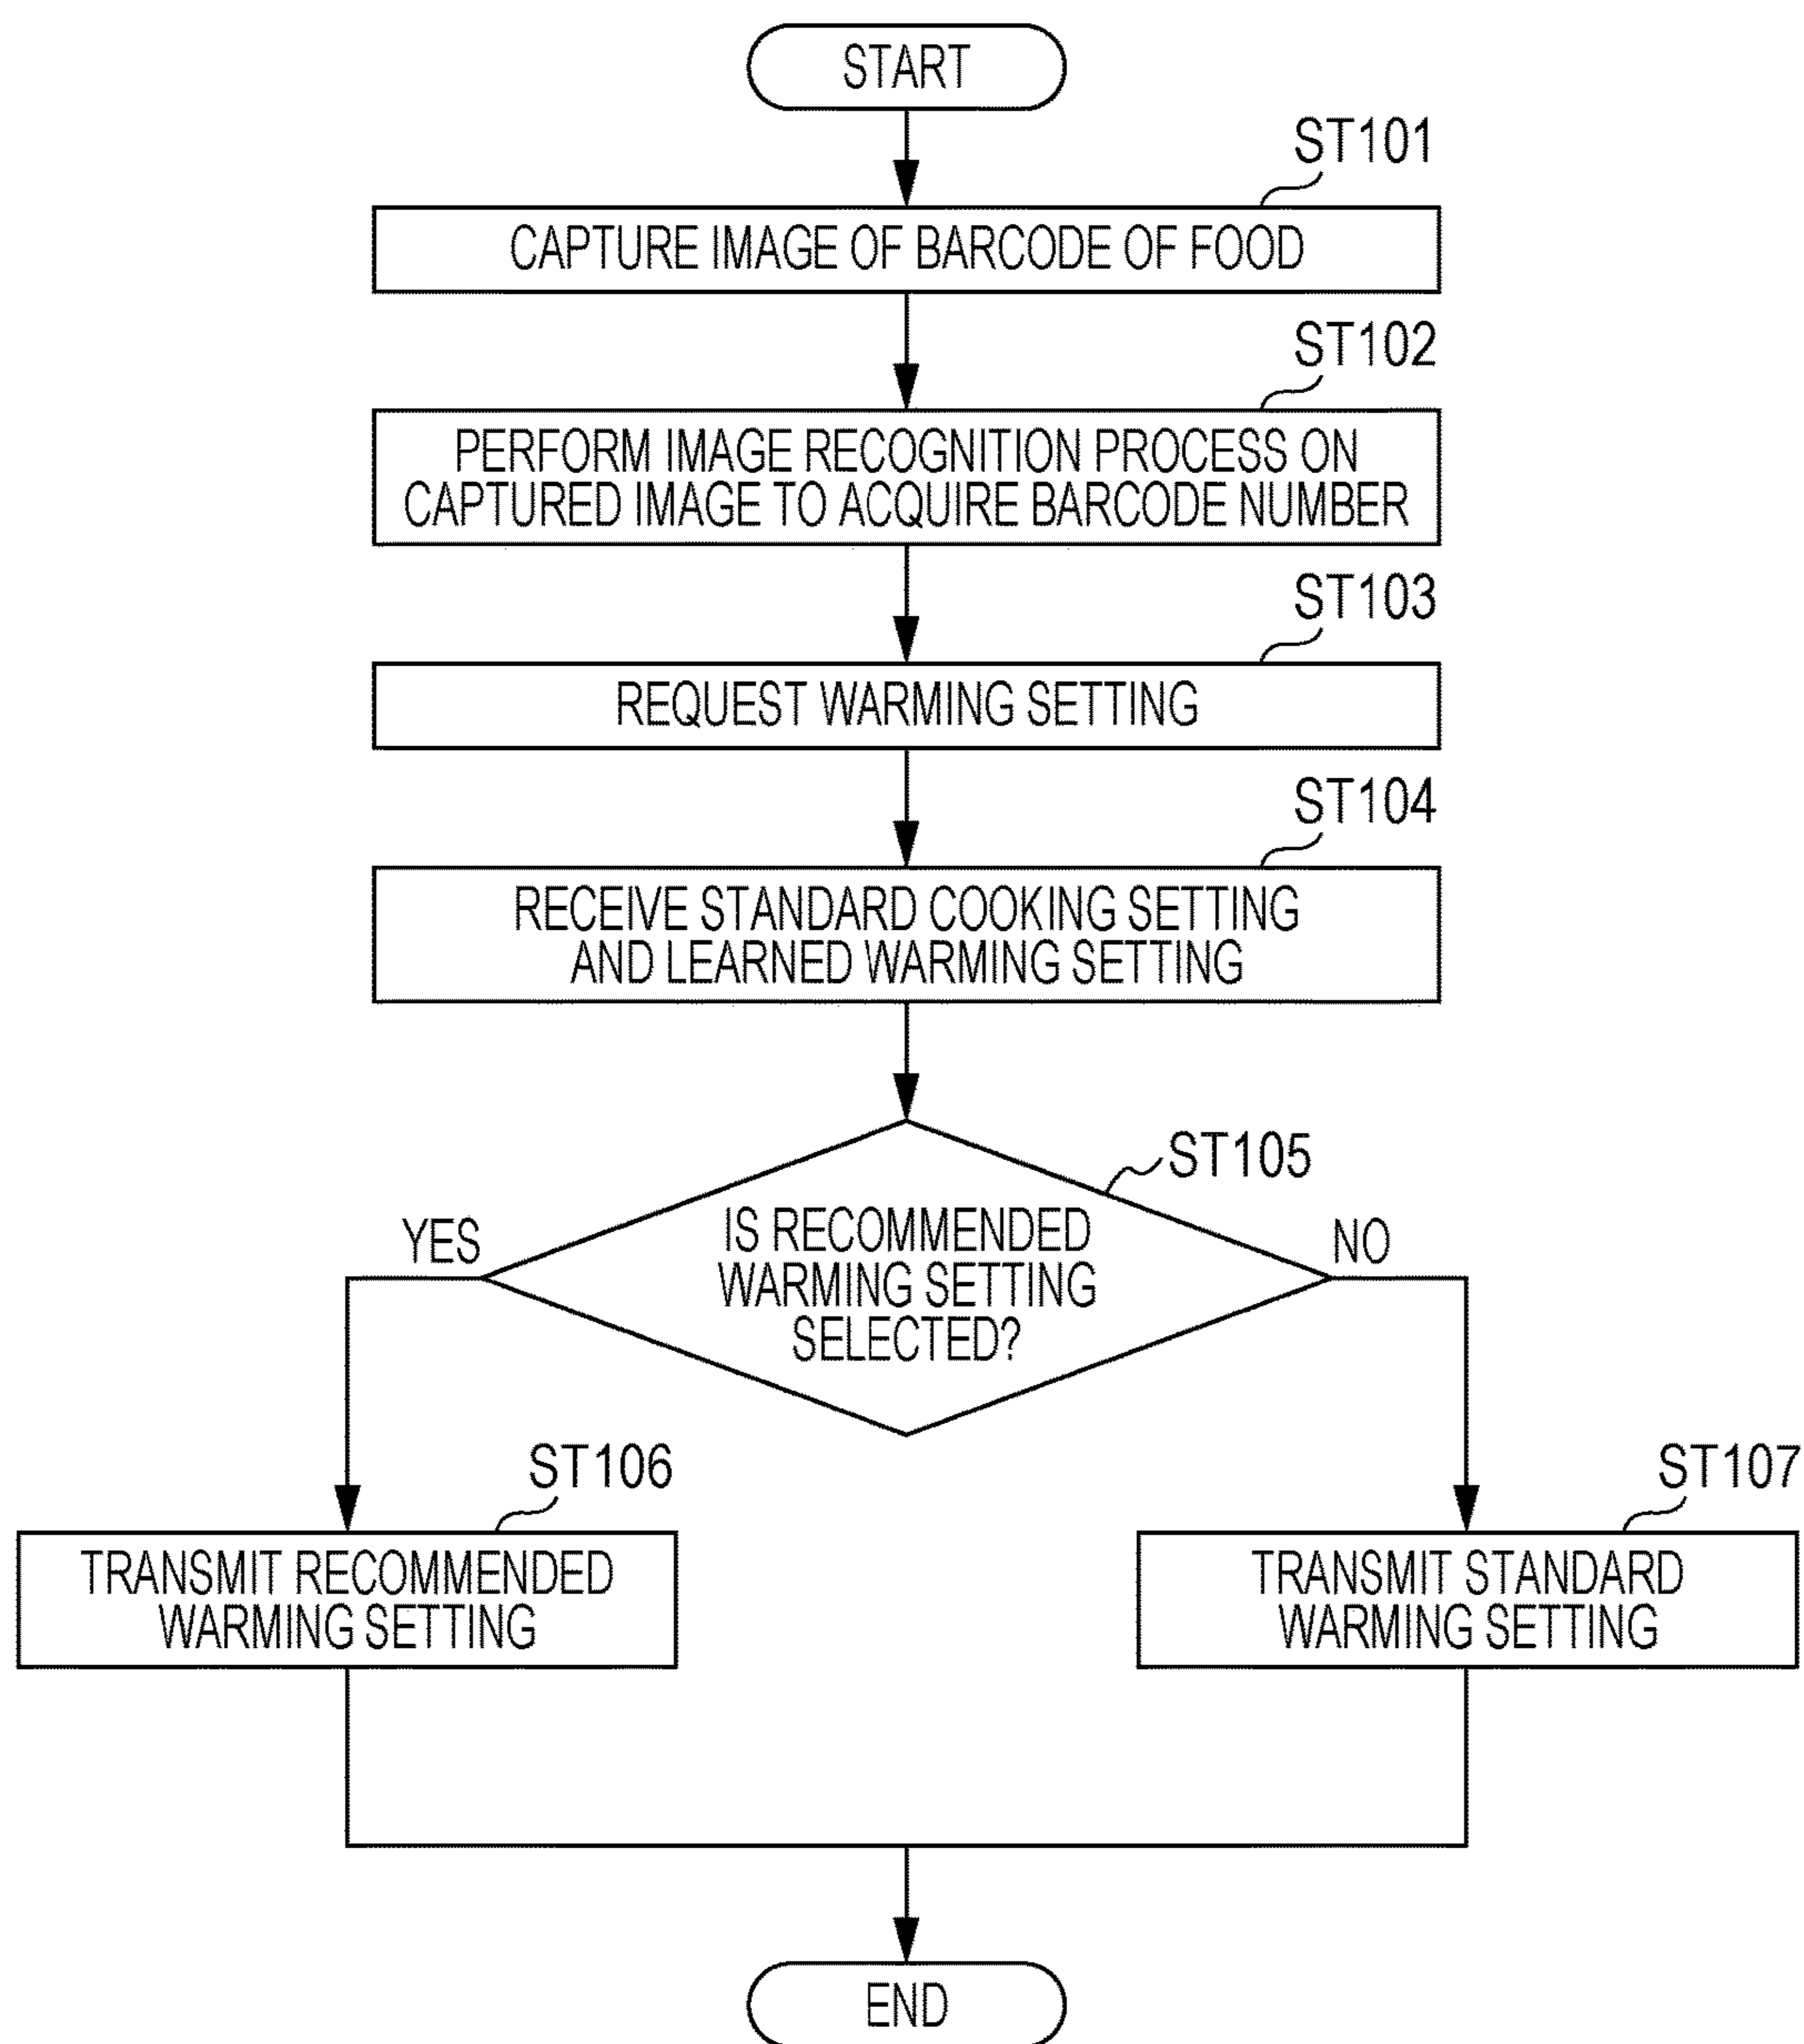 START
ST101
CAPTURE IMAGE OF BARCODE OF FOOD
ST102
PERFORM IMAGE RECOGNITION PROCESS ON
CAPTURED IMAGE TO ACQUIRE BARCODE NUMBER
ST103
REQUEST WARMING SETTING
ST104
RECEIVE STANDARD COOKING SETTING
AND LEARNED WARMING SETTING
ST105
YES
IS RECOMMENDED
WARMING SETTING
SELECTED?
NO
ST106
TRANSMIT RECOMMENDED
WARMING SETTING
ST107
TRANSMIT STANDARD
WARMING SETTING
END